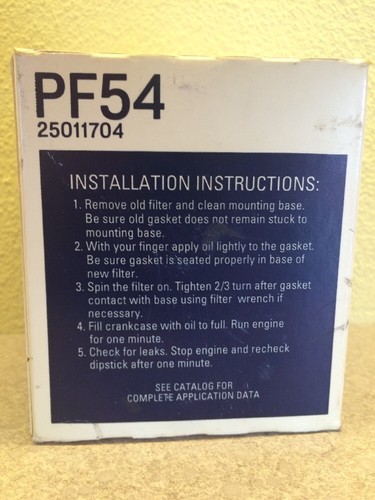 PF54
25011704
INSTALLATION INSTRUCTIONS:
1. Remove old filter and clean mounting base.
Be sure old gasket does not remain stuck to
mounting base.
2. With your finger apply oil lightly to the gasket.
Be sure gasket is seated properly in base of
new filter.
3. Spin the filter on. Tighten 2/3 turn after gasket
contact with base using filter wrench if
necessary.
4. Fill crankcase with oil to full. Run engine
for one minute.
5. Check for leaks. Stop engine and recheck
dipstick after one minute.
SEE CATALOG FOR
COMPLETE APPLICATION DATA